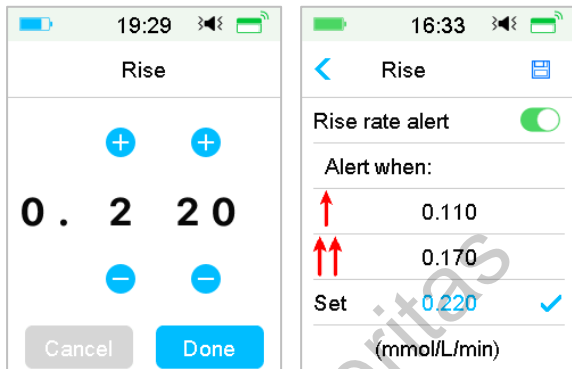 19:29
Rise
0. 2 20
Cancel Done
16:33
Rise
Rise rate alert
Alert when:
0.110
0.170
Set 0.220
(mmol/L/min)